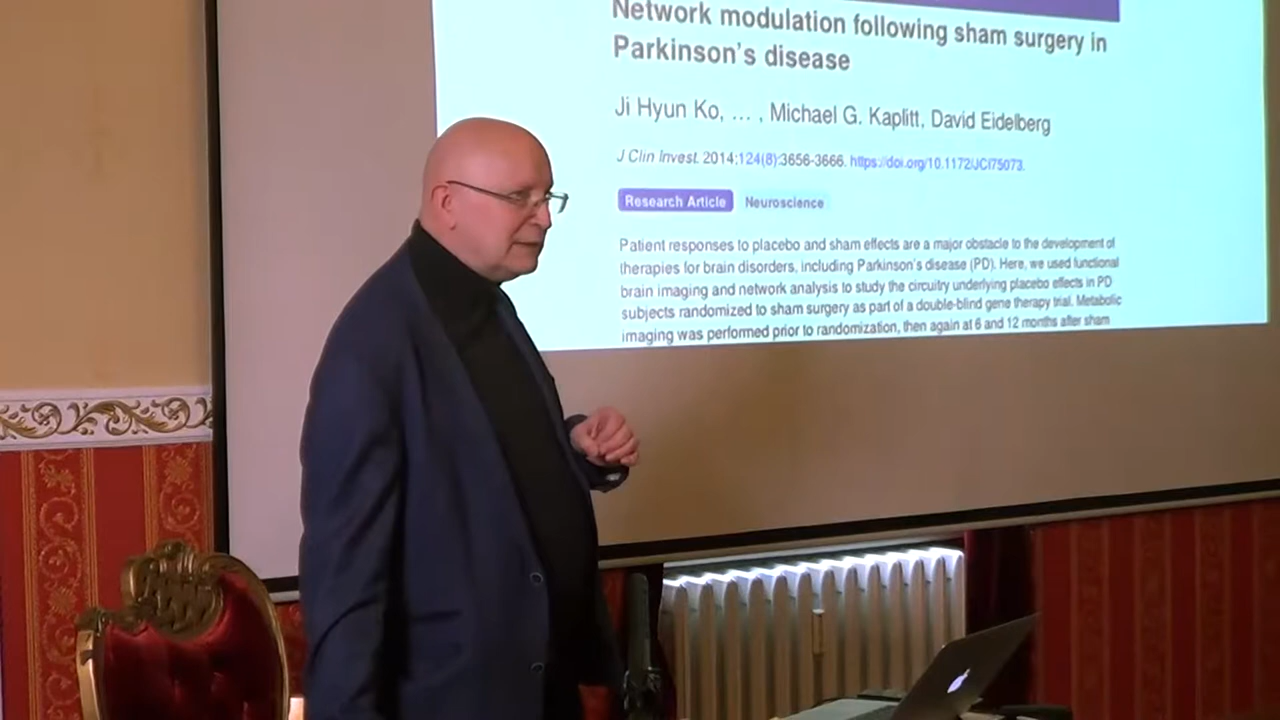 Network modulation following sham surgery in
Parkinson's disease
Ji Hyun Ko, ... , Michael G. Kaplitt, David Eidelberg
J Clin Invest. 2014;124(8):3656-3666. https://doi.org/10.1172/JCI75073.
Research Article Neuroscience
Patient responses to placebo and sham effects are a major obstacle to the development of
therapies for brain disorders, including Parkinson's disease (PD). Here, we used functional
brain imaging and network analysis to study the circuitry underlying placebo effects in PD
subjects randomized to sham surgery as part of a double-blind gene therapy trial. Metabolic
imaging was performed prior to randomization, then again at 6 and 12 months after sham